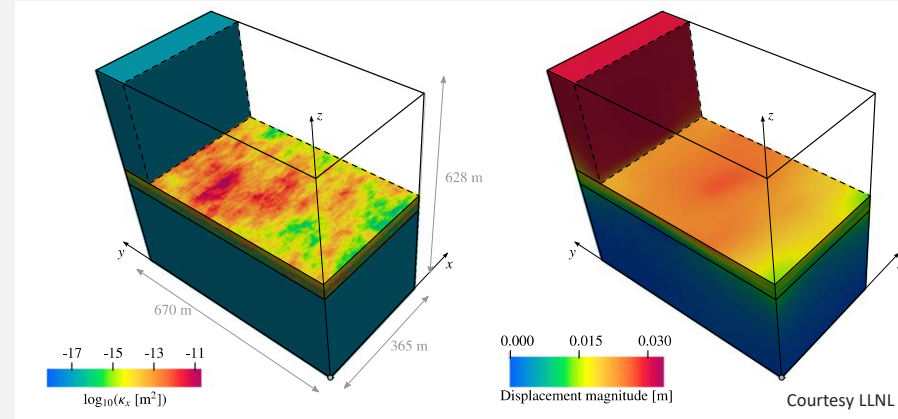 z
628 m
y
x
670 m
365 m
-17 -15 -13 -11
log₁₀(κₓ [m²])
z
y
0.000 0.015 0.030
Displacement magnitude [m]
Courtesy LLNL